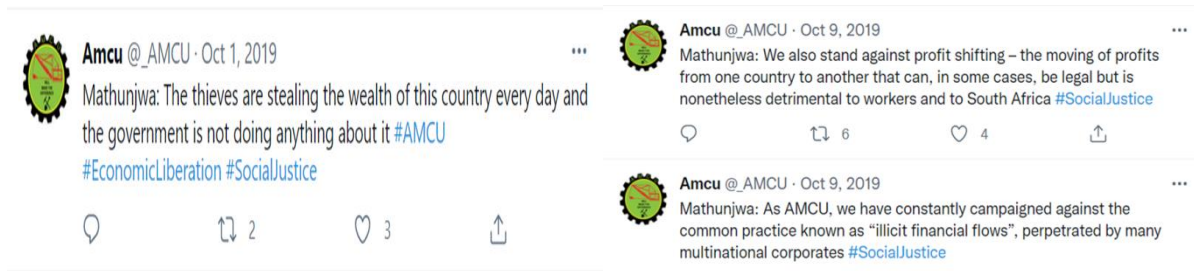 Amcu @_AMCU · Oct 1, 2019
Mathunjwa: The thieves are stealing the wealth of this country every day and
the government is not doing anything about it #AMCU
#EconomicLiberation #SocialJustice
2 3
Amcu @_AMCU · Oct 9, 2019
Mathunjwa: We also stand against profit shifting – the moving of profits
from one country to another that can, in some cases, be legal but is
nonetheless detrimental to workers and to South Africa #SocialJustice
6 4
Amcu @_AMCU · Oct 9, 2019
Mathunjwa: As AMCU, we have constantly campaigned against the
common practice known as “illicit financial flows”, perpetrated by many
multinational corporates #SocialJustice